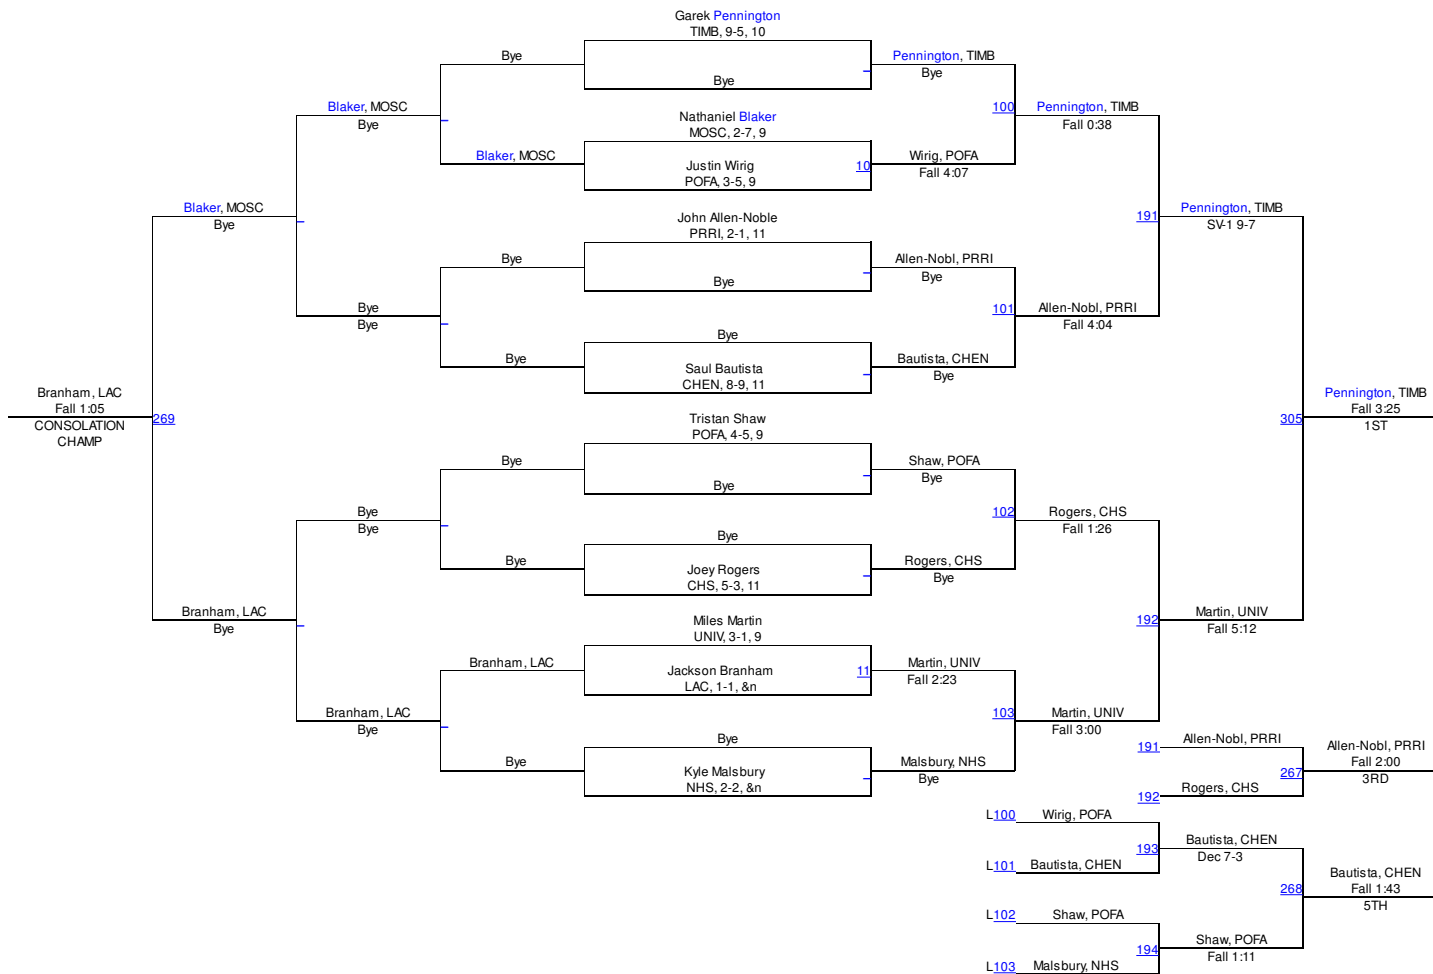 Garek Pennington
TIMB, 9-5, 10
Bye
Pennington, TIMB
Bye
Bye
Blaker, MOSC
Bye
100
Pennington, TIMB
Fall 0:38
Nathaniel Blaker
MOSC, 2-7, 9
Blaker, MOSC
Justin Wirig
POFA, 3-5, 9
10
Wirig, POFA
Fall 4:07
Blaker, MOSC
Bye
John Allen-Noble
PRRI, 2-1, 11
191
Pennington, TIMB
SV-1 9-7
Bye
Bye
Allen-Nobl, PRRI
Bye
Bye
Bye
101
Allen-Nobl, PRRI
Fall 4:04
Bye
Bye
Saul Bautista
CHEN, 8-9, 11
Bautista, CHEN
Bye
Branham, LAC
Fall 1:05
CONSOLATION
CHAMP
269
Tristan Shaw
POFA, 4-5, 9
305
Pennington, TIMB
Fall 3:25
1ST
Bye
Bye
Shaw, POFA
Bye
Bye
Bye
102
Rogers, CHS
Fall 1:26
Bye
Bye
Joey Rogers
CHS, 5-3, 11
Rogers, CHS
Bye
Branham, LAC
Bye
Miles Martin
UNIV, 3-1, 9
192
Martin, UNIV
Fall 5:12
Branham, LAC
Jackson Branham
LAC, 1-1, &n
11
Martin, UNIV
Fall 2:23
Branham, LAC
Bye
103
Martin, UNIV
Fall 3:00
Bye
Bye
Kyle Malsbury
NHS, 2-2, &n
Malsbury, NHS
Bye
191
Allen-Nobl, PRRI
267
Allen-Nobl, PRRI
Fall 2:00
3RD
192
Rogers, CHS
L100
Wirig, POFA
193
Bautista, CHEN
Dec 7-3
L101
Bautista, CHEN
268
Bautista, CHEN
Fall 1:43
5TH
L102
Shaw, POFA
194
Shaw, POFA
Fall 1:11
L103
Malsbury, NHS